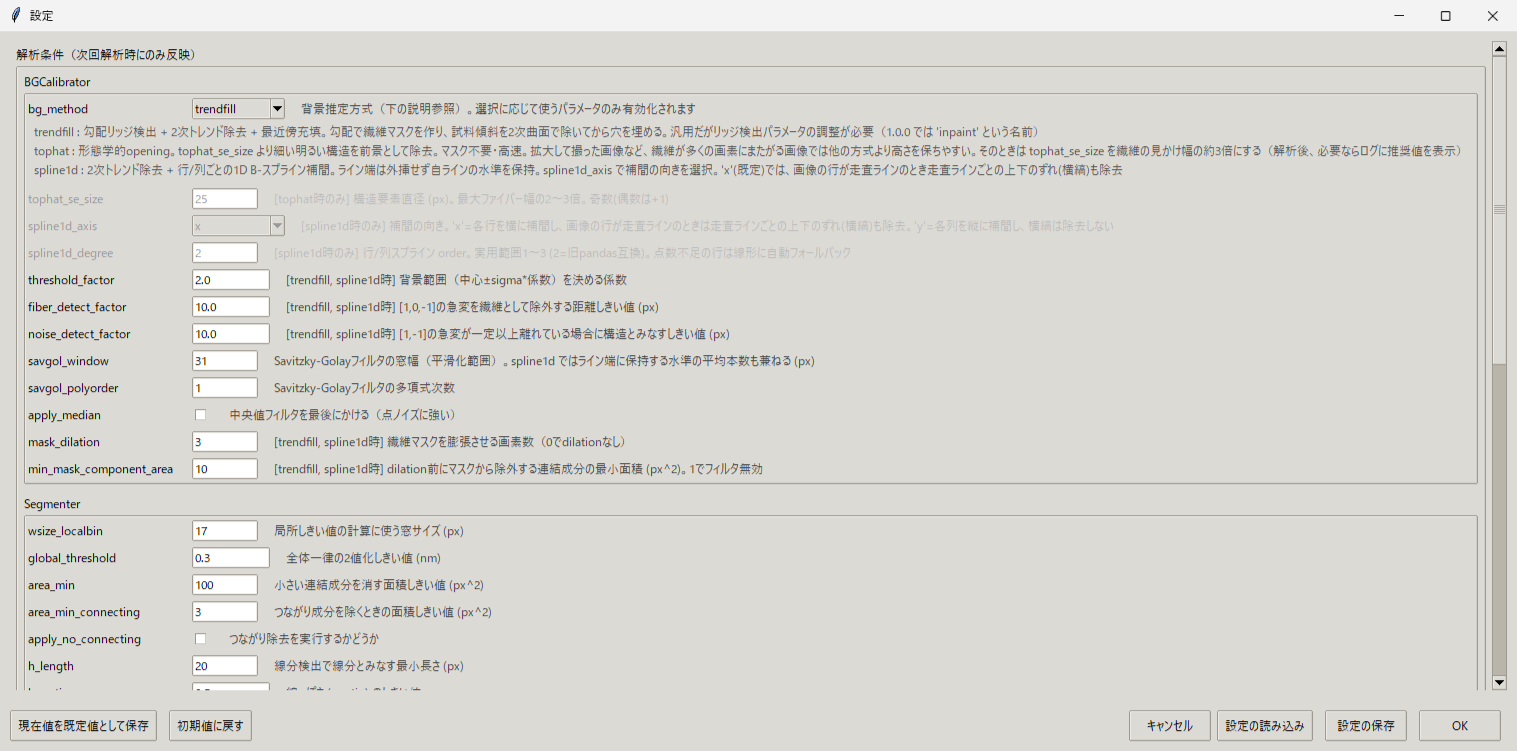 設定
解析条件（次回解析時にのみ反映）
BGCalibrator
bg_method trendfill 背景推定方式（下の説明参照）。選択に応じて使うパラメータのみ有効化されます
trendfill : 勾配リッジ検出 + 2次トレンド除去 + 最近傍充填。勾配で繊維マスクを作り、試料傾斜を2次曲面で除いてから穴を埋める。汎用だがリッジ検出パラメータの調整が必要（1.0.0 では 'inpaint' という名前）
tophat : 形態学的opening。tophat_se_size より細い明るい構造を前景として除去。マスク不要・高速。拡大して撮った画像など、繊維が多くの画素にまたがる画像では他の方式より高さを保ちやすい。そのときは tophat_se_size を繊維の見かけ幅の約3倍にする（解析後、必要ならログに推奨値を表示）
spline1d : 2次トレンド除去 + 行/列ごとの1D B-スプライン補間。ライン端は外挿せず自ラインの水準を保持。spline1d_axis で補間の向きを選択。'x'(既定)では、画像の行が走査ラインのとき走査ラインごとの上下のずれ(横縞)も除去
tophat_se_size 25 [tophat時のみ] 構造要素直径 (px)。最大ファイバー幅の2～3倍。奇数(偶数は+1)
spline1d_axis x [spline1d時のみ] 補間の向き。'x'=各行を横に補間し、画像の行が走査ラインのときは走査ラインごとの上下のずれ(横縞)も除去。'y'=各列を縦に補間し、横縞は除去しない
spline1d_degree 2 [spline1d時のみ] 行/列スプライン order。実用範囲1～3 (2=旧pandas互換)。点数不足の行は線形に自動フォールバック
threshold_factor 2.0 [trendfill, spline1d時] 背景範囲（中心±sigma*係数）を決める係数
fiber_detect_factor 10.0 [trendfill, spline1d時] [1,0,-1]の急変を繊維として除外する距離しきい値 (px)
noise_detect_factor 10.0 [trendfill, spline1d時] [1,-1]の急変が一定以上離れている場合に構造とみなすしきい値 (px)
savgol_window 31 Savitzky-Golayフィルタの窓幅（平滑化範囲）。spline1d ではライン端に保持する水準の平均本数も兼ねる (px)
savgol_polyorder 1 Savitzky-Golayフィルタの多項式次数
apply_median 中央値フィルタを最後にかける（点ノイズに強い）
mask_dilation 3 [trendfill, spline1d時] 繊維マスクを膨張させる画素数（0でdilationなし）
min_mask_component_area 10 [trendfill, spline1d時] dilation前にマスクから除外する連結成分の最小面積 (px^2)。1でフィルタ無効
Segmenter
wsize_localbin 17 局所しきい値の計算に使う窓サイズ (px)
global_threshold 0.3 全体一律の2値化しきい値 (nm)
area_min 100 小さい連結成分を消す面積しきい値 (px^2)
area_min_connecting 3 つながり成分を除くときの面積しきい値 (px^2)
apply_no_connecting つながり除去を実行するかどうか
h_length 20 線分検出で線分とみなす最小長さ (px)
現在値を既定値として保存 初期値に戻す キャンセル 設定の読み込み 設定の保存 OK